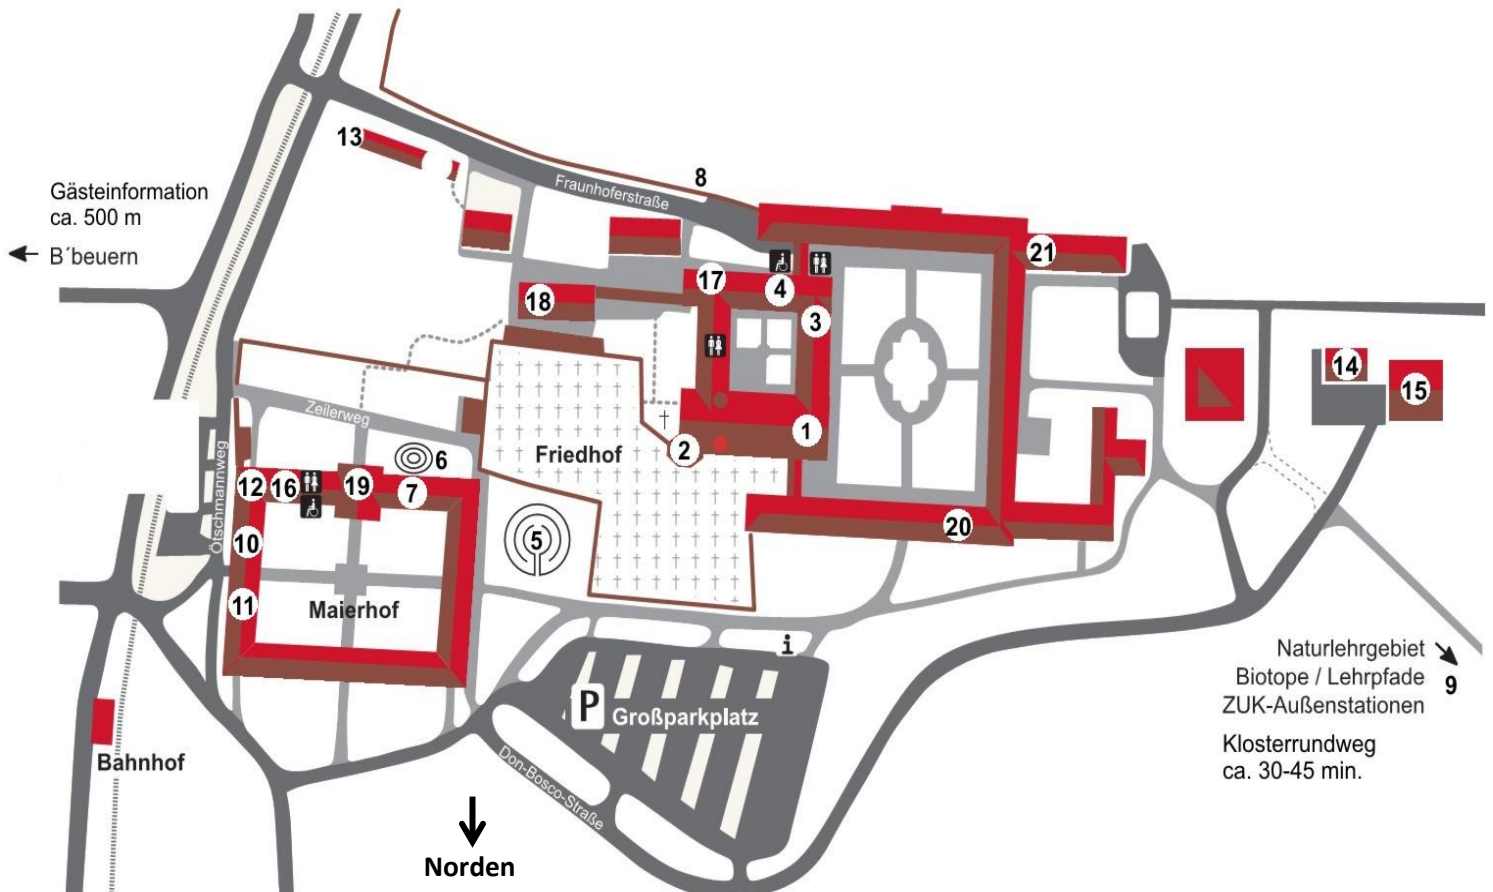 13
Gästeinformation
ca. 500 m
B´beuern
Fraunhoferstraße
8
21
17
4
18
3
14
15
Zeilerweg
1
2
Friedhof
6
12
16
19
7
Ötschmannweg
5
20
10
11
Maierhof
i
Naturlehrgebiet
Biotope / Lehrpfade
9
ZUK-Außenstationen
P
Großparkplatz
Klosterrundweg
ca. 30-45 min.
Bahnhof
Don-Bosco-Straße
Norden